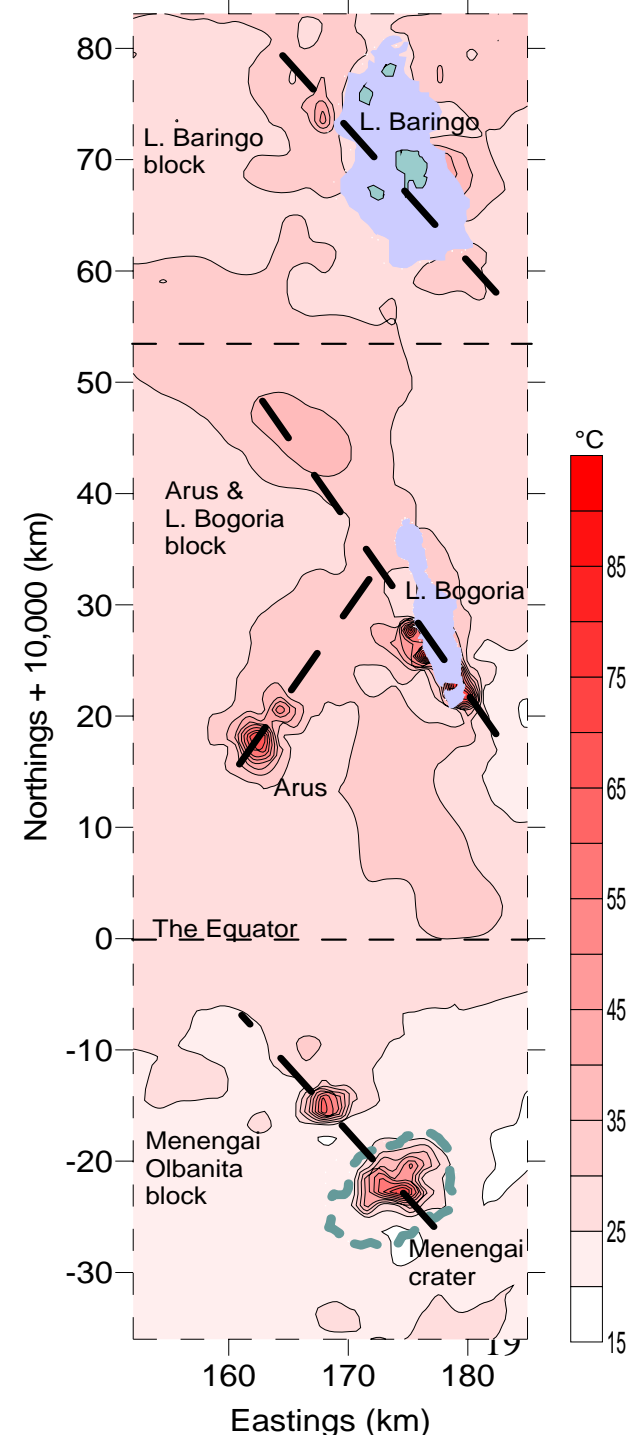 80
L. Baringo
L. Baringo
block
70
60
50
°C
Arus &
L. Bogoria
block
40
85
30
L. Bogoria
75
20
Arus
65
10
55
The Equator
0
45
-10
35
Menengai
Olbanita
block
-20
25
Menengai
crater
-30
15
19
160
170
180
Eastings (km)
Northings + 10,000 (km)